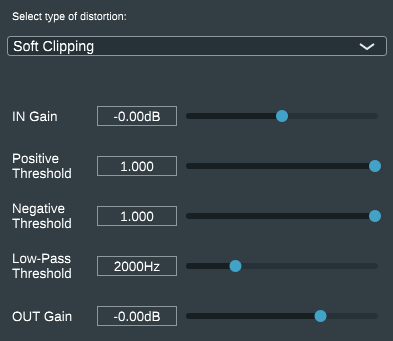 Select type of distortion:
Soft Clipping
IN Gain
-0.00dB
Positive
Threshold
1.000
Negative
Threshold
1.000
Low-Pass
Threshold
2000Hz
OUT Gain
-0.00dB